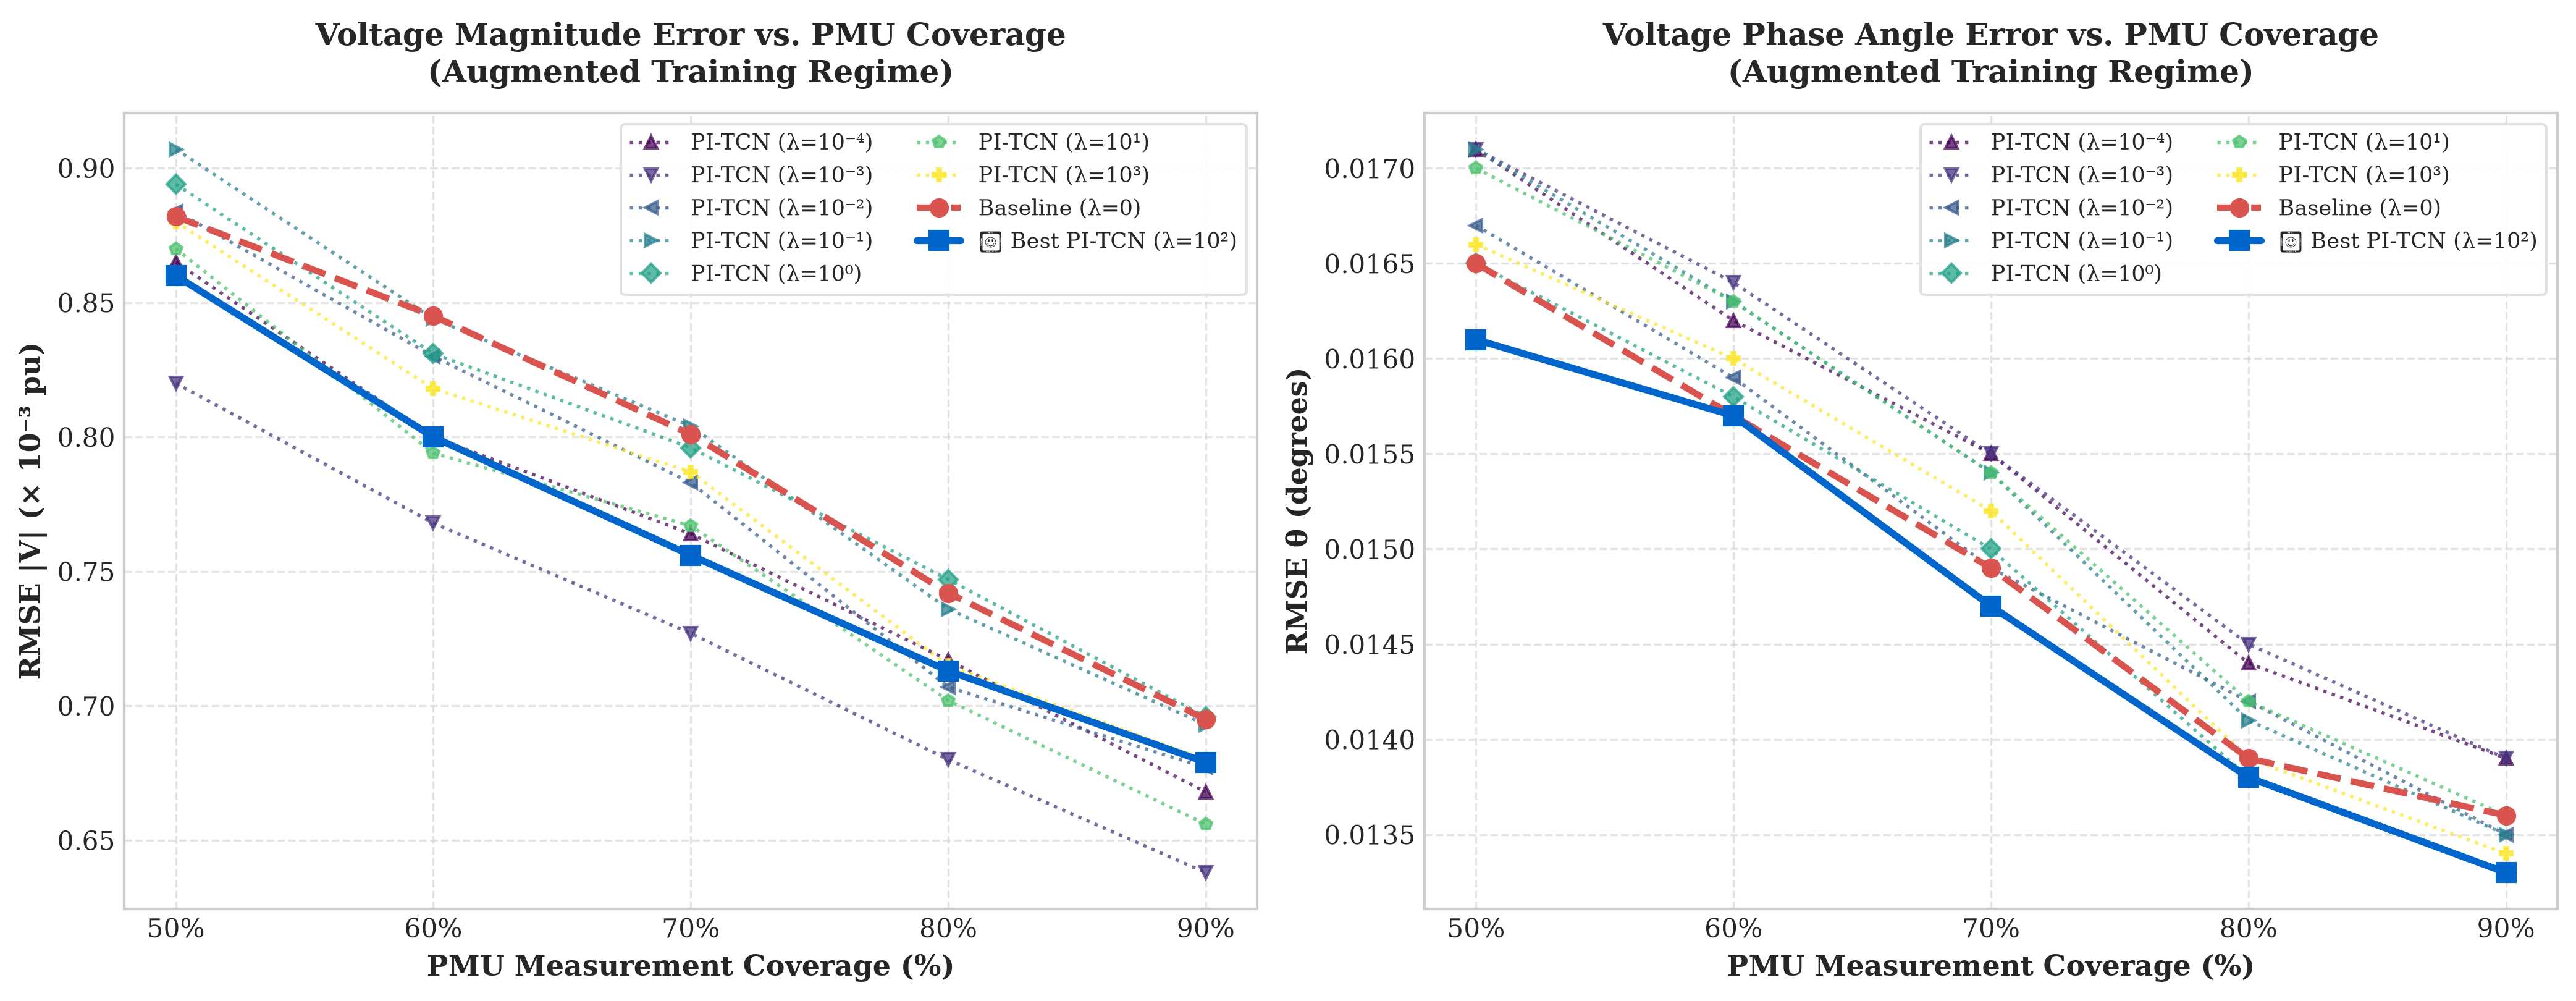 Voltage Magnitude Error vs. PMU Coverage
(Augmented Training Regime)
RMSE |V| (× 10⁻³ pu)
0.90
0.85
0.80
0.75
0.70
0.65
50%
60%
70%
80%
90%
PMU Measurement Coverage (%)
PI-TCN (λ=10⁻⁴)
PI-TCN (λ=10⁻³)
PI-TCN (λ=10⁻²)
PI-TCN (λ=10⁻¹)
PI-TCN (λ=10⁰)
PI-TCN (λ=10¹)
PI-TCN (λ=10³)
Baseline (λ=0)
Best PI-TCN (λ=10²)
Voltage Phase Angle Error vs. PMU Coverage
(Augmented Training Regime)
RMSE θ (degrees)
0.0170
0.0165
0.0160
0.0155
0.0150
0.0145
0.0140
0.0135
50%
60%
70%
80%
90%
PMU Measurement Coverage (%)
PI-TCN (λ=10⁻⁴)
PI-TCN (λ=10⁻³)
PI-TCN (λ=10⁻²)
PI-TCN (λ=10⁻¹)
PI-TCN (λ=10⁰)
PI-TCN (λ=10¹)
PI-TCN (λ=10³)
Baseline (λ=0)
Best PI-TCN (λ=10²)